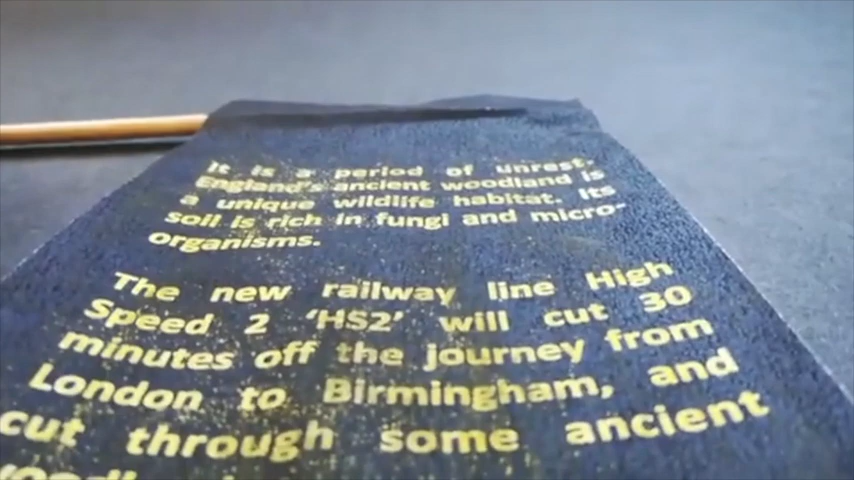 It is a period of unrest.
England's ancient woodland is
a unique wildlife habitat. Its
soil is rich in fungi and micro-
organisms.
The new railway line High
Speed 2 'HS2' will cut 30
minutes off the journey from
London to Birmingham, and
cut through some ancient